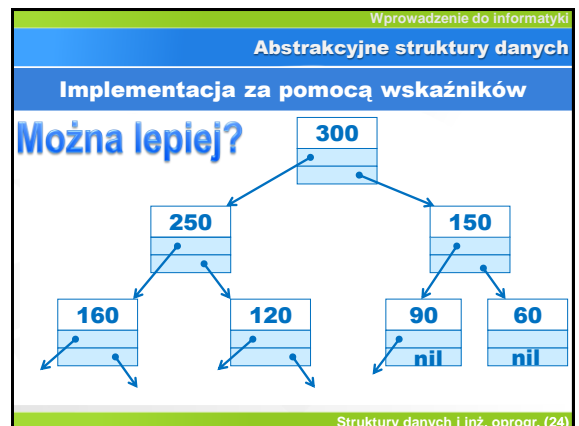 Wprowadzenie do informatyki
Abstrakcyjne struktury danych
Implementacja za pomocą wskaźników
Można lepiej?
300
250
150
160
120
90
60
nil
nil
Struktury danych i inż. oprogr. (24)